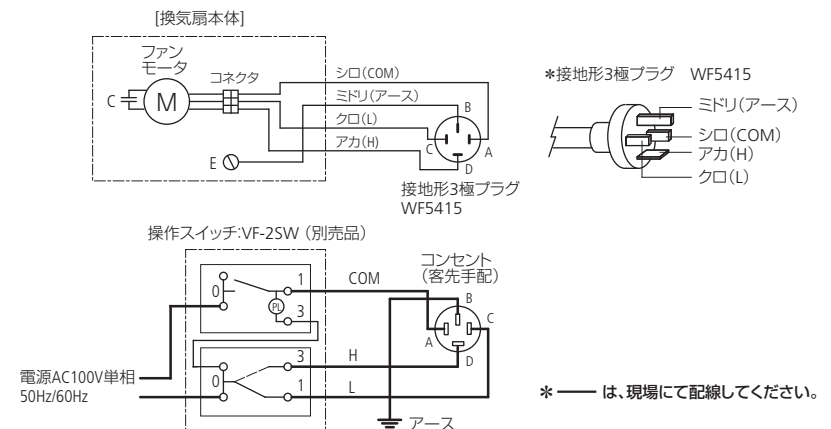 [換気扇本体]
ファン
モータ
コネクタ
C
M
シロ(COM)
ミドリ(アース)
クロ(L)
アカ(H)
E
B
C
A
D
接地形3極プラグ
WF5415
*接地形3極プラグ WF5415
ミドリ(アース)
シロ(COM)
アカ(H)
クロ(L)
操作スイッチ:VF-2SW(別売品)
0
1
PL
3
COM
コンセント
(客先手配)
B
C
A
D
3
H
0
1
L
電源AC100V単相
50Hz/60Hz
アース
*━━ は、現場にて配線してください。